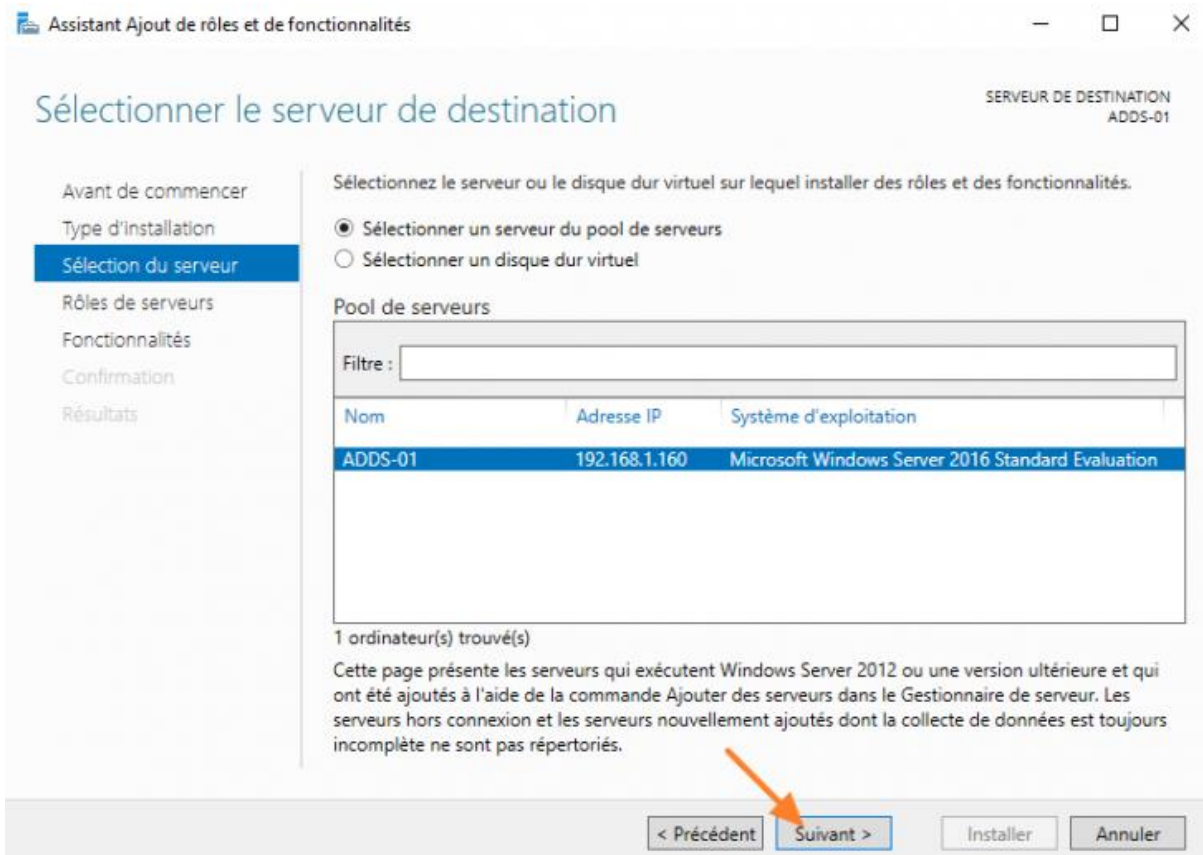 Assistant Ajout de rôles et de fonctionnalités
Sélectionner le serveur de destination
SERVEUR DE DESTINATION
ADDS-01
Avant de commencer
Type d'installation
Sélection du serveur
Rôles de serveurs
Fonctionnalités
Confirmation
Résultats
Sélectionnez le serveur ou le disque dur virtuel sur lequel installer des rôles et des fonctionnalités.
Sélectionner un serveur du pool de serveurs
Sélectionner un disque dur virtuel
Pool de serveurs
Filtre :
Nom Adresse IP Système d'exploitation
ADDS-01 192.168.1.160 Microsoft Windows Server 2016 Standard Evaluation
1 ordinateur(s) trouvé(s)
Cette page présente les serveurs qui exécutent Windows Server 2012 ou une version ultérieure et qui
ont été ajoutés à l'aide de la commande Ajouter des serveurs dans le Gestionnaire de serveur. Les
serveurs hors connexion et les serveurs nouvellement ajoutés dont la collecte de données est toujours
incomplète ne sont pas répertoriés.
< Précédent Suivant > Installer Annuler